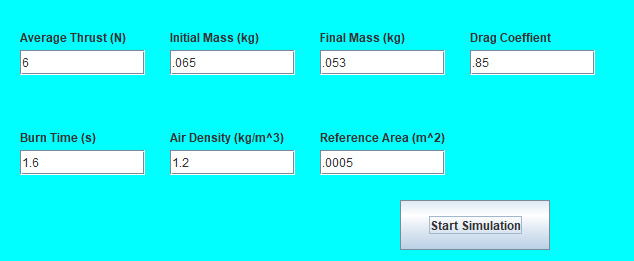 Average Thrust (N) Initial Mass (kg) Final Mass (kg) Drag Coeffient
6 .065 .053 .85
Burn Time (s) Air Density (kg/m^3) Reference Area (m^2)
1.6 1.2 .0005
Start Simulation